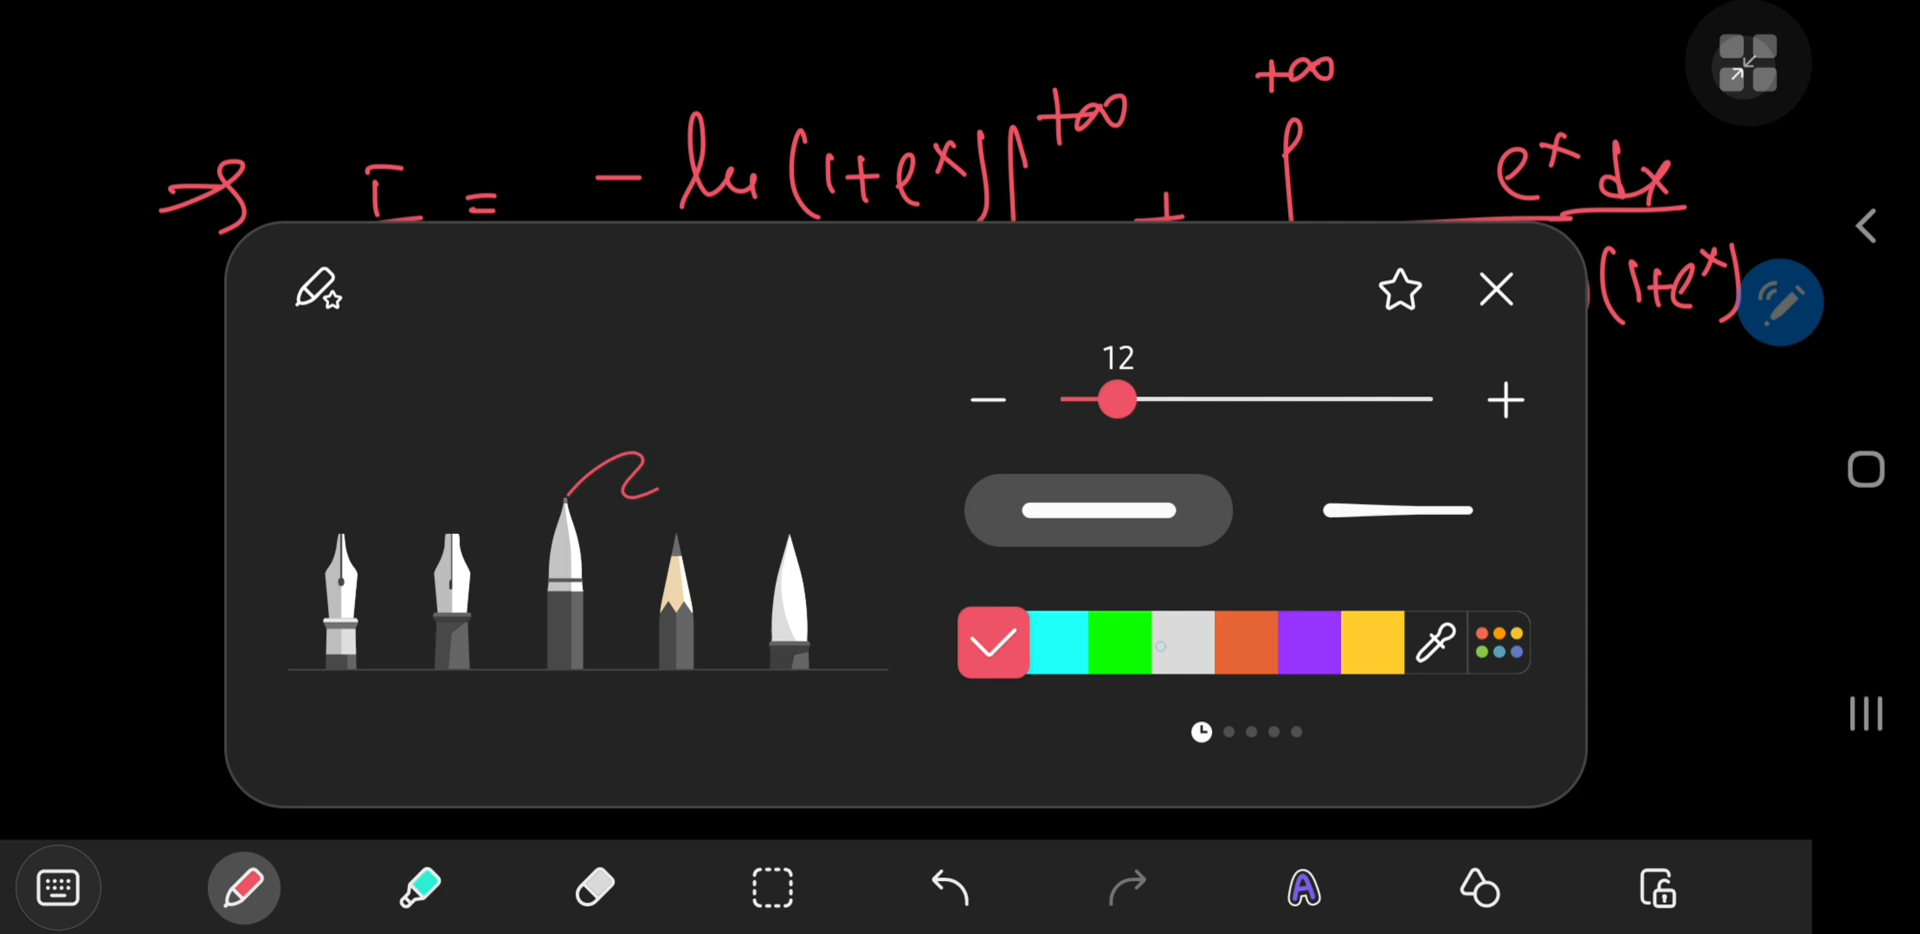 +∞
⇒ I = - ln(1+eˣ)|^+∞ + ∫ eˣ dx
(1+eˣ)
12
A